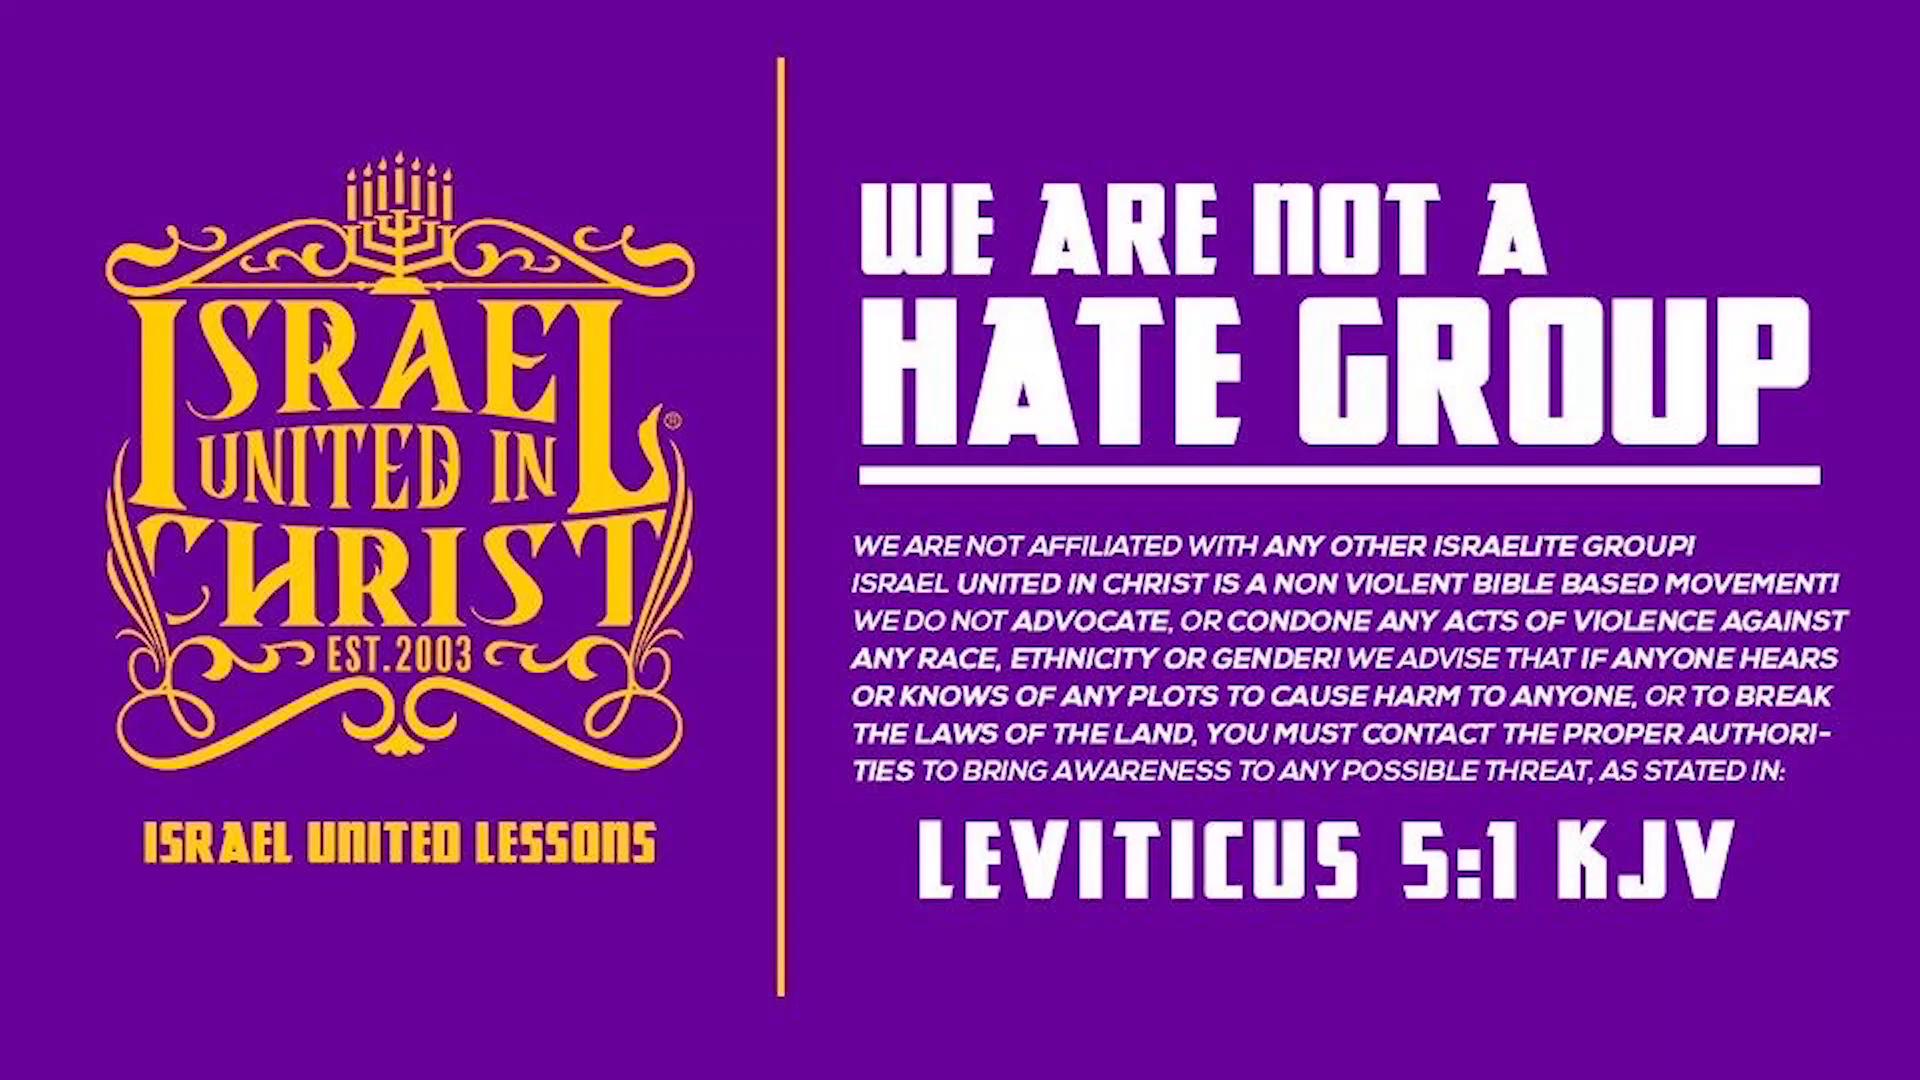 ISRAEL
UNITED IN
CHRIST
®
EST.2003
ISRAEL UNITED LESSONS
WE ARE NOT A
HATE GROUP
WE ARE NOT AFFILIATED WITH ANY OTHER ISRAELITE GROUP!
ISRAEL UNITED IN CHRIST IS A NON VIOLENT BIBLE BASED MOVEMENT!
WE DO NOT ADVOCATE, OR CONDONE ANY ACTS OF VIOLENCE AGAINST
ANY RACE, ETHNICITY OR GENDER! WE ADVISE THAT IF ANYONE HEARS
OR KNOWS OF ANY PLOTS TO CAUSE HARM TO ANYONE, OR TO BREAK
THE LAWS OF THE LAND, YOU MUST CONTACT THE PROPER AUTHORI-
TIES TO BRING AWARENESS TO ANY POSSIBLE THREAT, AS STATED IN:
LEVITICUS 5:1 KJV